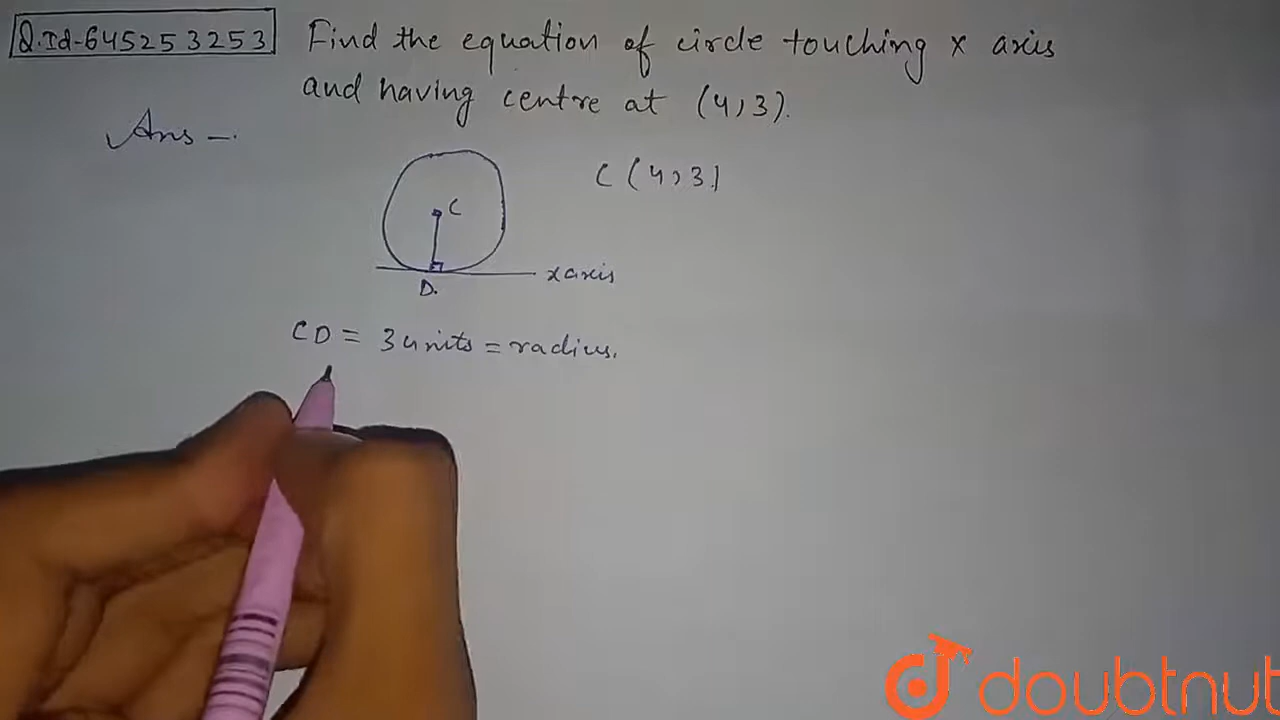 Q.Id-645253253 Find the equation of circle touching x axis
and having centre at (4,3).
Ans -.
C (4,3)
C
x axis
D.
CD = 3 units = radius.
doubtnut